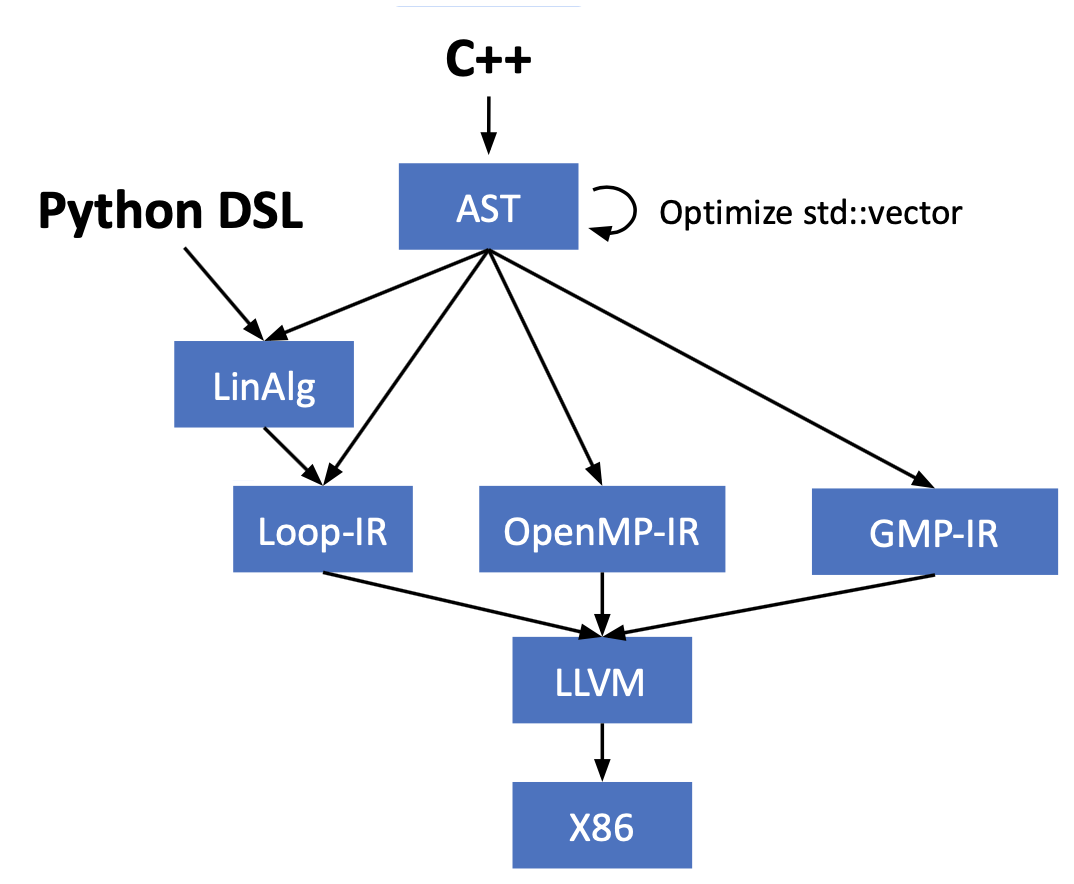 C++
AST
Optimize std::vector
Python DSL
LinAlg
Loop-IR
OpenMP-IR
GMP-IR
LLVM
X86